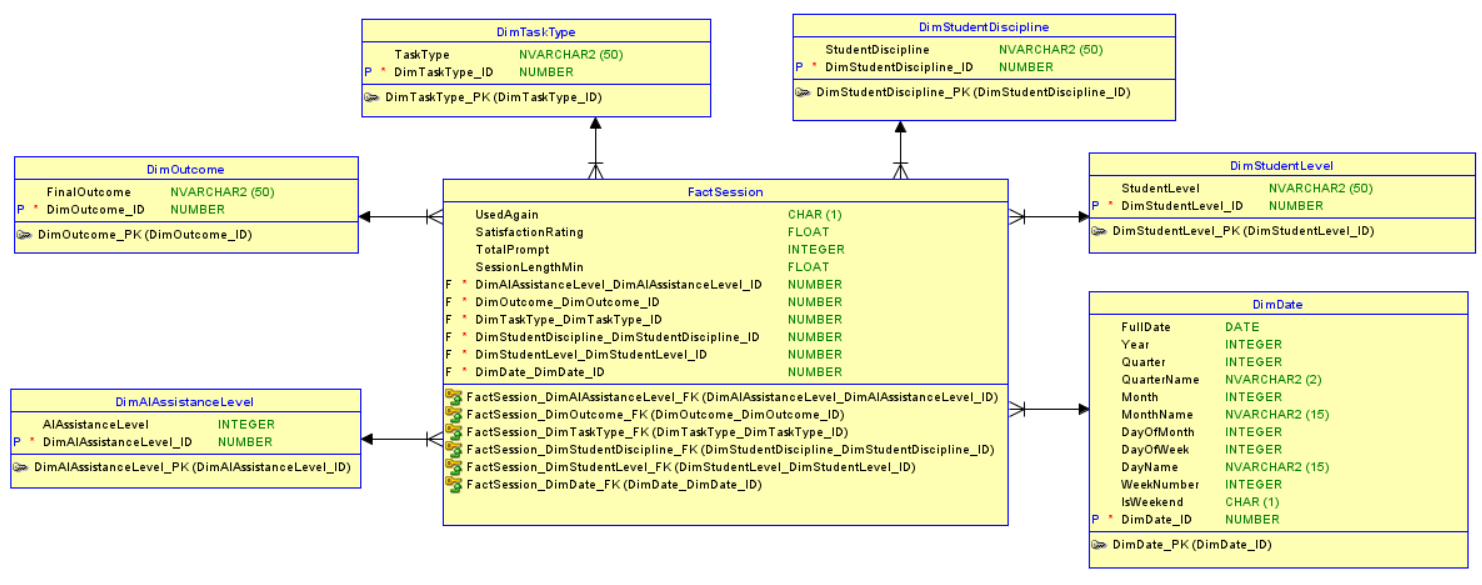 DimTaskType
TaskType NVARCHAR2 (50)
P * DimTaskType_ID NUMBER
DimTaskType_PK (DimTaskType_ID)
DimStudentDiscipline
StudentDiscipline NVARCHAR2 (50)
P * DimStudentDiscipline_ID NUMBER
DimStudentDiscipline_PK (DimStudentDiscipline_ID)
DimOutcome
FinalOutcome NVARCHAR2 (50)
P * DimOutcome_ID NUMBER
DimOutcome_PK (DimOutcome_ID)
FactSession
UsedAgain CHAR (1)
SatisfactionRating FLOAT
TotalPrompt INTEGER
SessionLengthMin FLOAT
F * DimAIAssistanceLevel_DimAIAssistanceLevel_ID NUMBER
F * DimOutcome_DimOutcome_ID NUMBER
F * DimTaskType_DimTaskType_ID NUMBER
F * DimStudentDiscipline_DimStudentDiscipline_ID NUMBER
F * DimStudentLevel_DimStudentLevel_ID NUMBER
F * DimDate_DimDate_ID NUMBER
FactSession_DimAIAssistanceLevel_FK (DimAIAssistanceLevel_DimAIAssistanceLevel_ID)
FactSession_DimOutcome_FK (DimOutcome_DimOutcome_ID)
FactSession_DimTaskType_FK (DimTaskType_DimTaskType_ID)
FactSession_DimStudentDiscipline_FK (DimStudentDiscipline_DimStudentDiscipline_ID)
FactSession_DimStudentLevel_FK (DimStudentLevel_DimStudentLevel_ID)
FactSession_DimDate_FK (DimDate_DimDate_ID)
DimStudentLevel
StudentLevel NVARCHAR2 (50)
P * DimStudentLevel_ID NUMBER
DimStudentLevel_PK (DimStudentLevel_ID)
DimAIAssistanceLevel
AIAssistanceLevel INTEGER
P * DimAIAssistanceLevel_ID NUMBER
DimAIAssistanceLevel_PK (DimAIAssistanceLevel_ID)
DimDate
FullDate DATE
Year INTEGER
Quarter INTEGER
QuarterName NVARCHAR2 (2)
Month INTEGER
MonthName NVARCHAR2 (15)
DayOfMonth INTEGER
DayOfWeek INTEGER
DayName NVARCHAR2 (15)
WeekNumber INTEGER
IsWeekend CHAR (1)
P * DimDate_ID NUMBER
DimDate_PK (DimDate_ID)